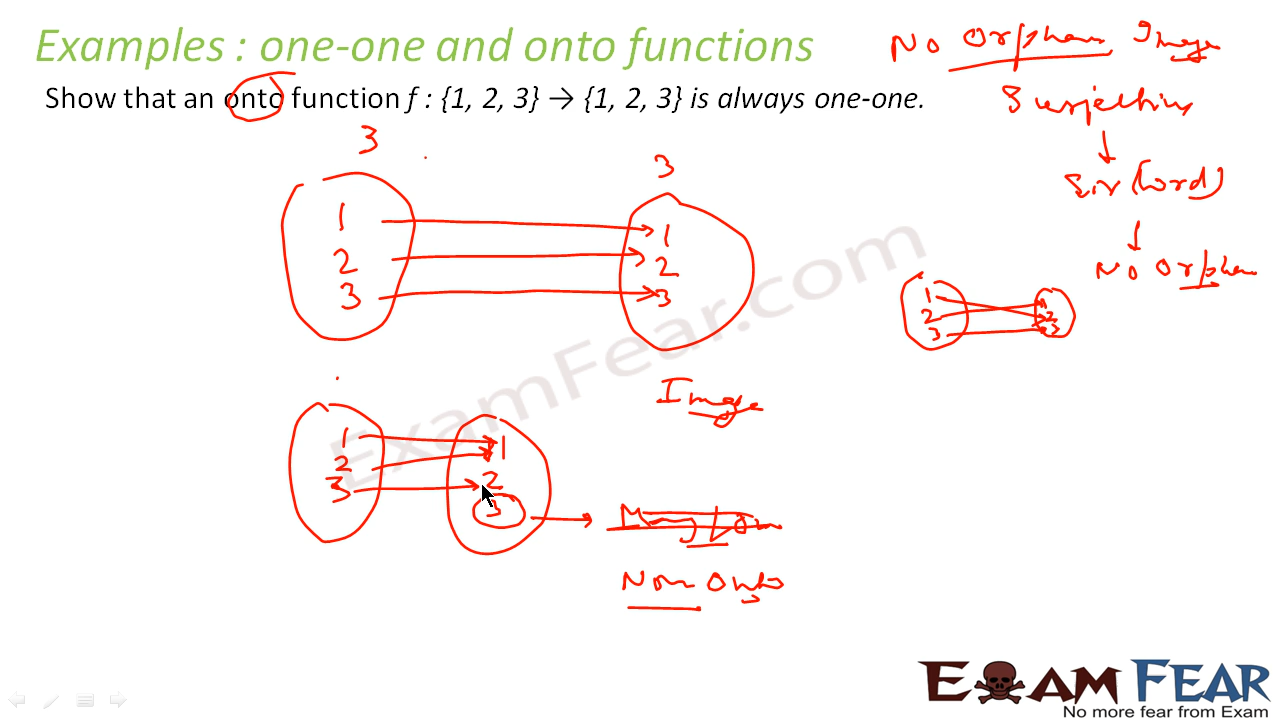 Examples : one-one and onto functions
No Orphan Image
Show that an onto function f : {1, 2, 3} → {1, 2, 3} is always one-one.
Surjective
3
3
Sir (Lord)
No Orphan
1 1
2 2
3 3
1 1
2 2
3 3
Image
1 1
2 2
3 3
Non Onto
ExamFear.com
EXAM FEAR
No more fear from Exam